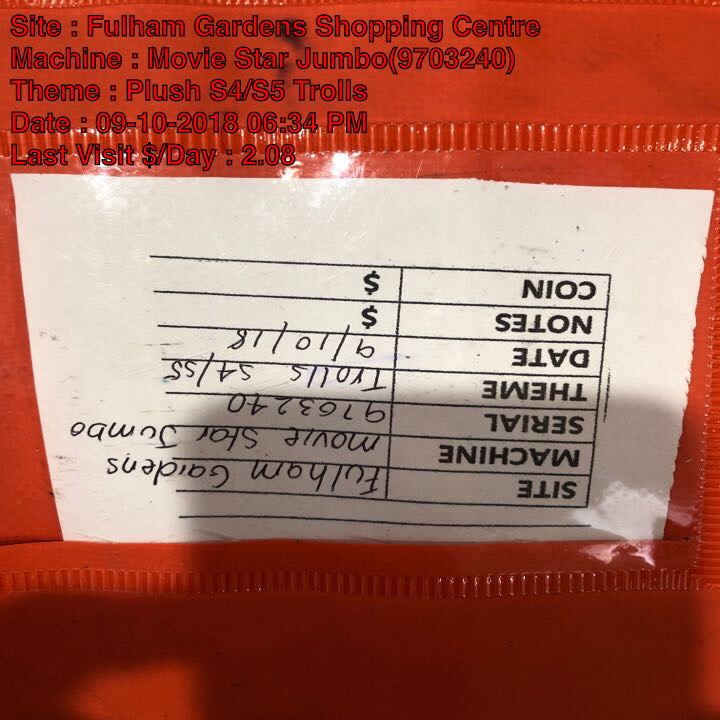 Site : Fulham Gardens Shopping Centre
Machine : Movie Star Jumbo(9703240)
Theme : Plush S4/S5 Trolls
Date : 09-10-2018 06:34 PM
Last Visit $/Day : 2.08
SITE Fulham Gardens
MACHINE movie Star Jumbo
SERIAL 9703240
THEME Trolls S4/S5
DATE 9/10/18
NOTES $
COIN $